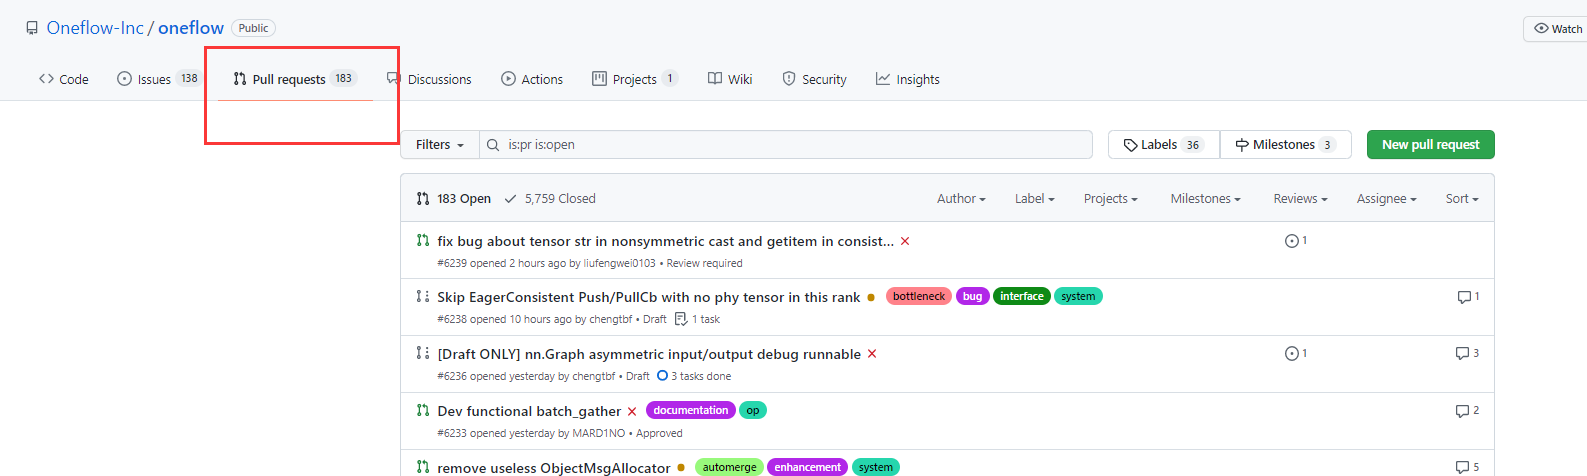 Oneflow-Inc / oneflow Public
Watch
Code Issues 138 Pull requests 183 Discussions Actions Projects 1 Wiki Security Insights
Filters is:pr is:open Labels 36 Milestones 3 New pull request
183 Open 5,759 Closed Author Label Projects Milestones Reviews Assignee Sort
fix bug about tensor str in nonsymmetric cast and getitem in consist... 1
#6239 opened 2 hours ago by liufengwei0103 • Review required
Skip EagerConsistent Push/PullCb with no phy tensor in this rank bottleneck bug interface system 1
#6238 opened 10 hours ago by chengtbf • Draft 1 task
[Draft ONLY] nn.Graph asymmetric input/output debug runnable 1 3
#6236 opened yesterday by chengtbf • Draft 3 tasks done
Dev functional batch_gather documentation op 2
#6233 opened yesterday by MARD1NO • Approved
remove useless ObjectMsgAllocator automerge enhancement system 5